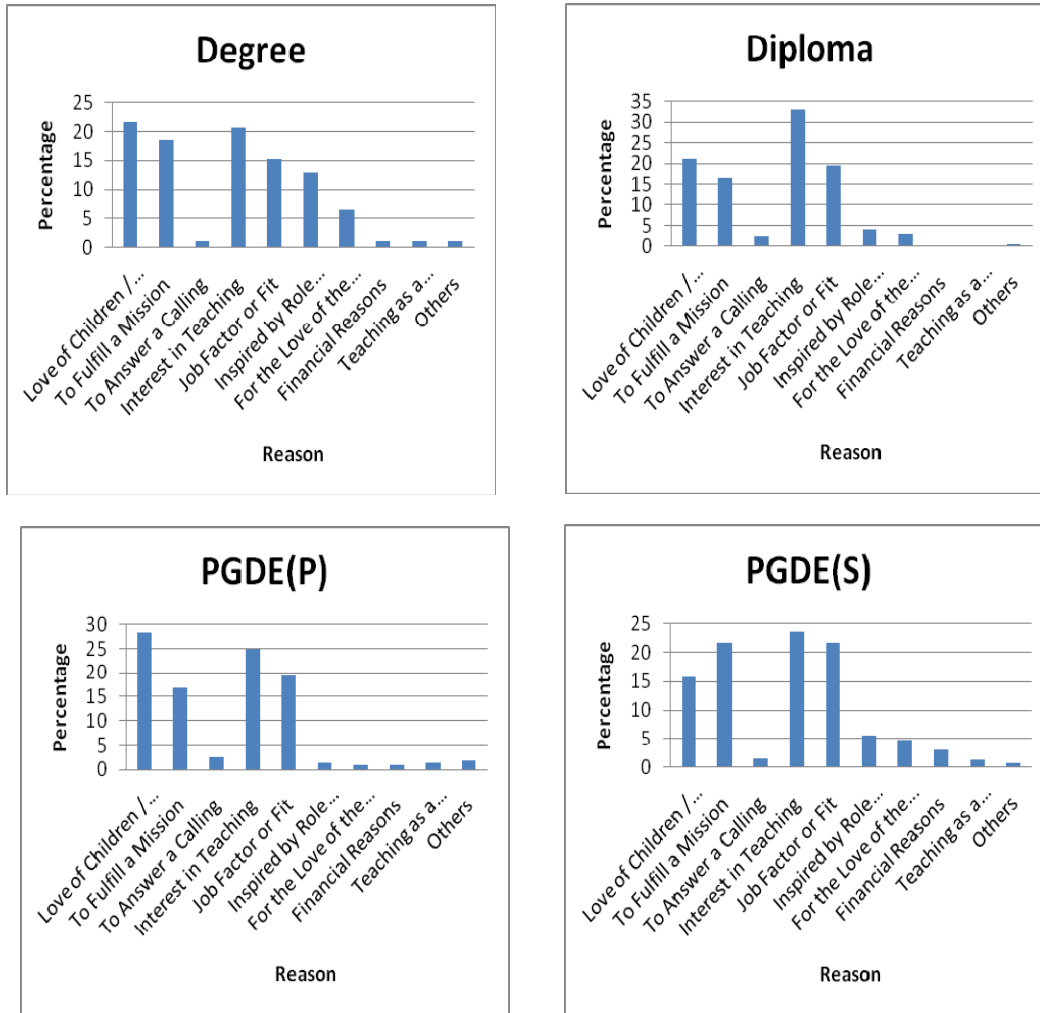 Degree
Percentage
25
20
15
10
5
0
Love of Children /...
To Fulfill a Mission
To Answer a Calling
Interest in Teaching
Job Factor or Fit
Inspired by Role...
For the Love of the...
Financial Reasons
Teaching as a...
Others
Reason
Diploma
Percentage
35
30
25
20
15
10
5
0
Love of Children /...
To Fulfill a Mission
To Answer a Calling
Interest in Teaching
Job Factor or Fit
Inspired by Role...
For the Love of the...
Financial Reasons
Teaching as a...
Others
Reason
PGDE(P)
Percentage
30
25
20
15
10
5
0
Love of Children /...
To Fulfill a Mission
To Answer a Calling
Interest in Teaching
Job Factor or Fit
Inspired by Role...
For the Love of the...
Financial Reasons
Teaching as a...
Others
Reason
PGDE(S)
Percentage
25
20
15
10
5
0
Love of Children /...
To Fulfill a Mission
To Answer a Calling
Interest in Teaching
Job Factor or Fit
Inspired by Role...
For the Love of the...
Financial Reasons
Teaching as a...
Others
Reason